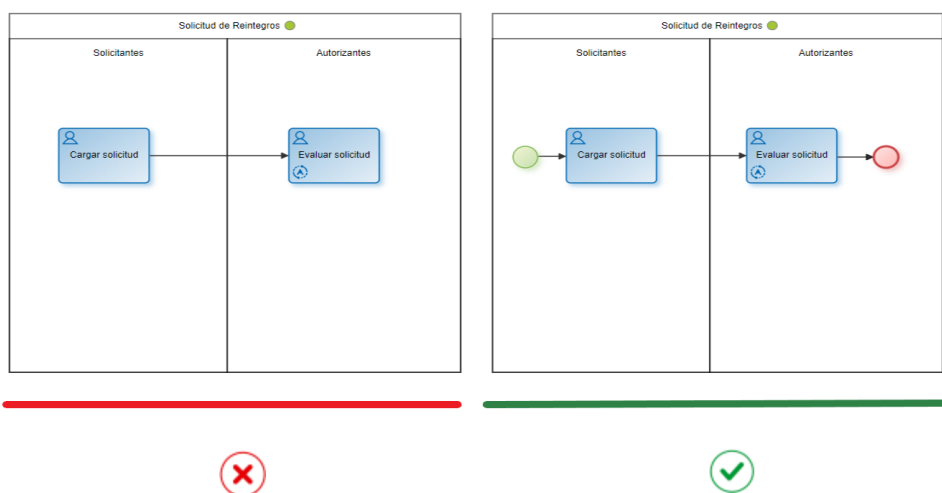 Solicitud de Reintegros
Solicitantes
Autorizantes
Cargar solicitud
Evaluar solicitud
Solicitud de Reintegros
Solicitantes
Autorizantes
Cargar solicitud
Evaluar solicitud